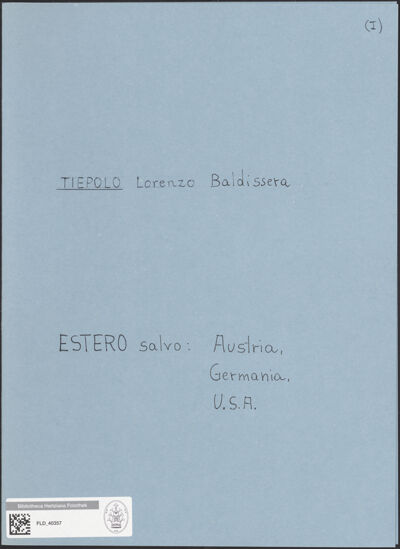 (I)
TIEPOLO Lorenzo Baldissera
ESTERO salvo: Austria,
Germania,
U.S.A.
Bibliotheca Hertziana Fotothek
FLD_40357